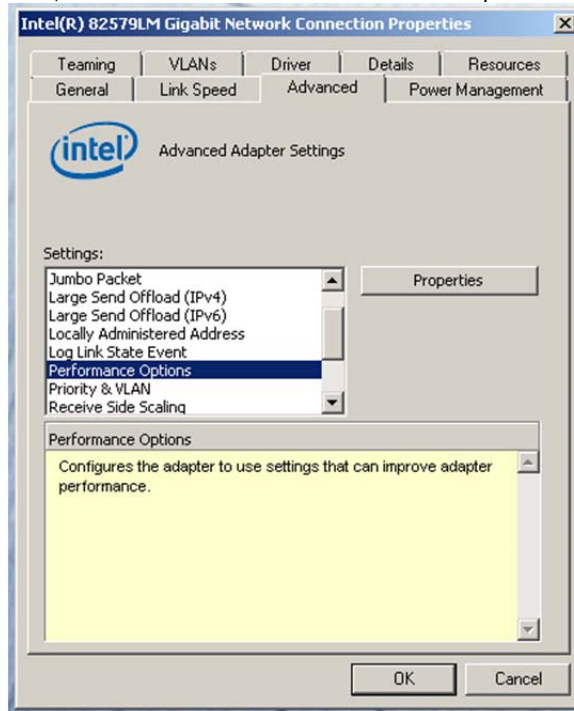 Intel(R) 82579LM Gigabit Network Connection Properties
Teaming VLANs Driver Details Resources
General Link Speed Advanced Power Management
intel
Advanced Adapter Settings
Settings:
Jumbo Packet
Large Send Offload (IPv4)
Large Send Offload (IPv6)
Locally Administered Address
Log Link State Event
Performance Options
Priority & VLAN
Receive Side Scaling
Properties
Performance Options
Configures the adapter to use settings that can improve adapter
performance.
OK Cancel